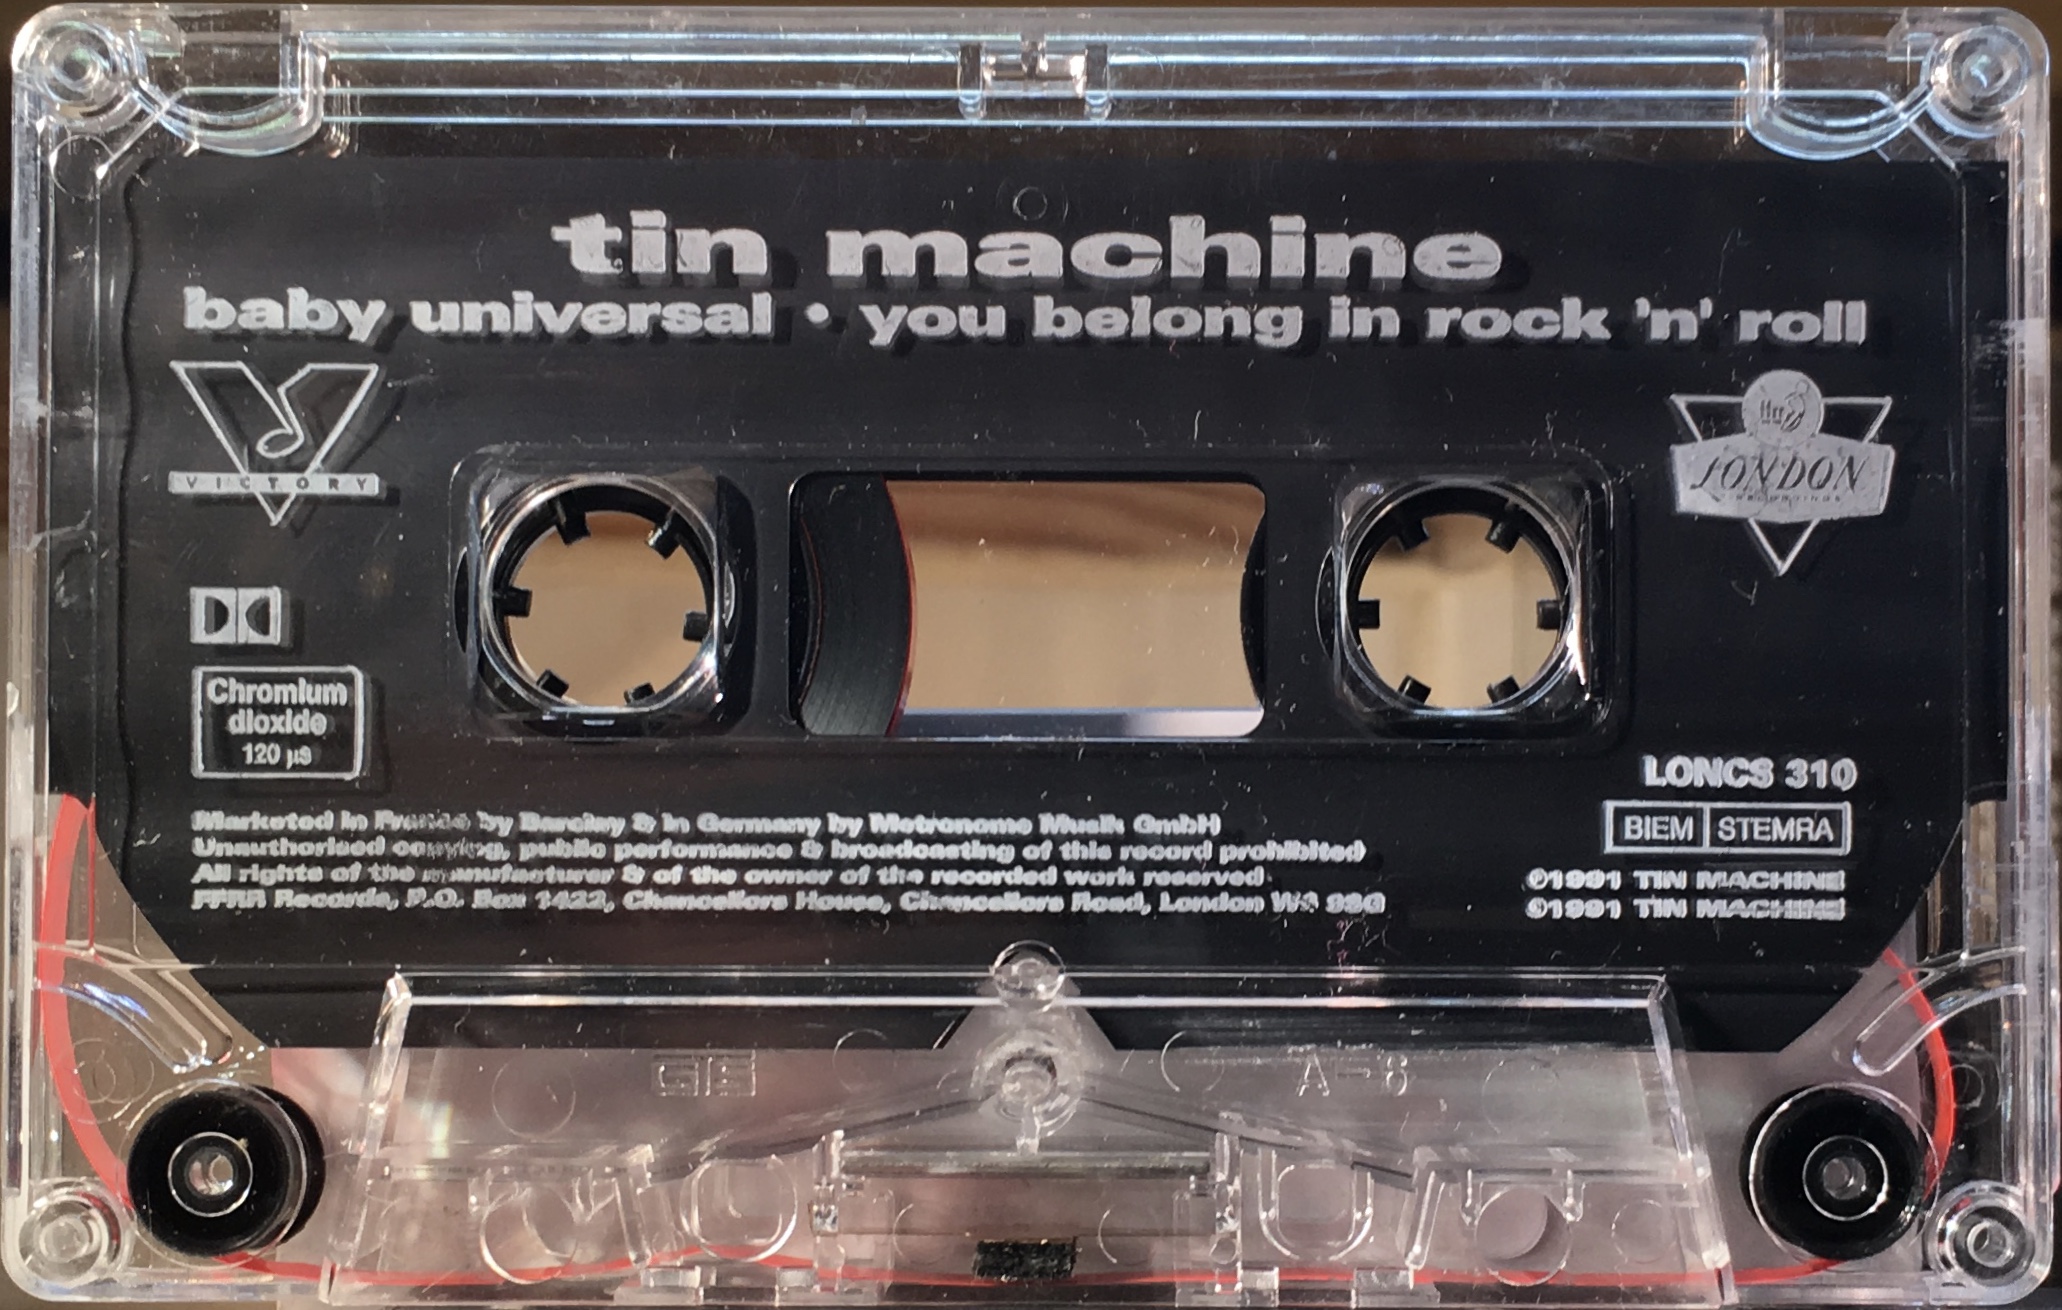 tin machine
baby universal • you belong in rock 'n' roll
VICTORY
ffrr
LONDON
RECORDINGS
Chromium
dioxide
120 µs
LONCS 310
BIEM STEMRA
Marketed in France by Barclay & in Germany by Metronome Musik GmbH
Unauthorised copying, public performance & broadcasting of this record prohibited
All rights of the manufacturer & of the owner of the recorded work reserved
FFRR Records, P.O. Box 1422, Chancellors House, Chancellors Road, London W6 9SG
℗1991 TIN MACHINE
©1991 TIN MACHINE
A-8